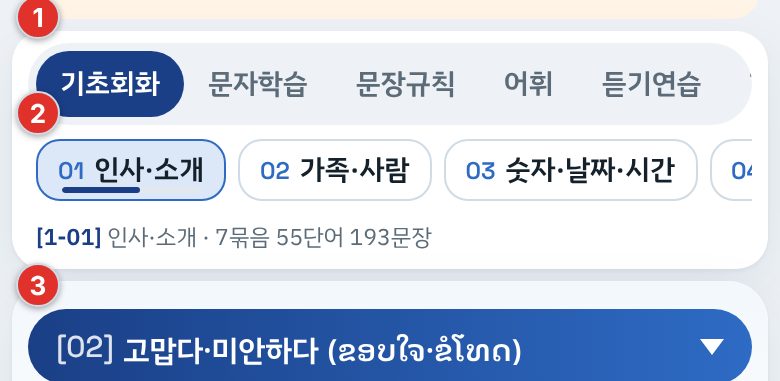 1
기초회화 문자학습 문장규칙 어휘 듣기연습
2
01 인사·소개 02 가족·사람 03 숫자·날짜·시간 04
[1-01] 인사·소개 · 7묶음 55단어 193문장
3
[02] 고맙다·미안하다 (ຂອບໃຈ·ຂໍໂທດ)